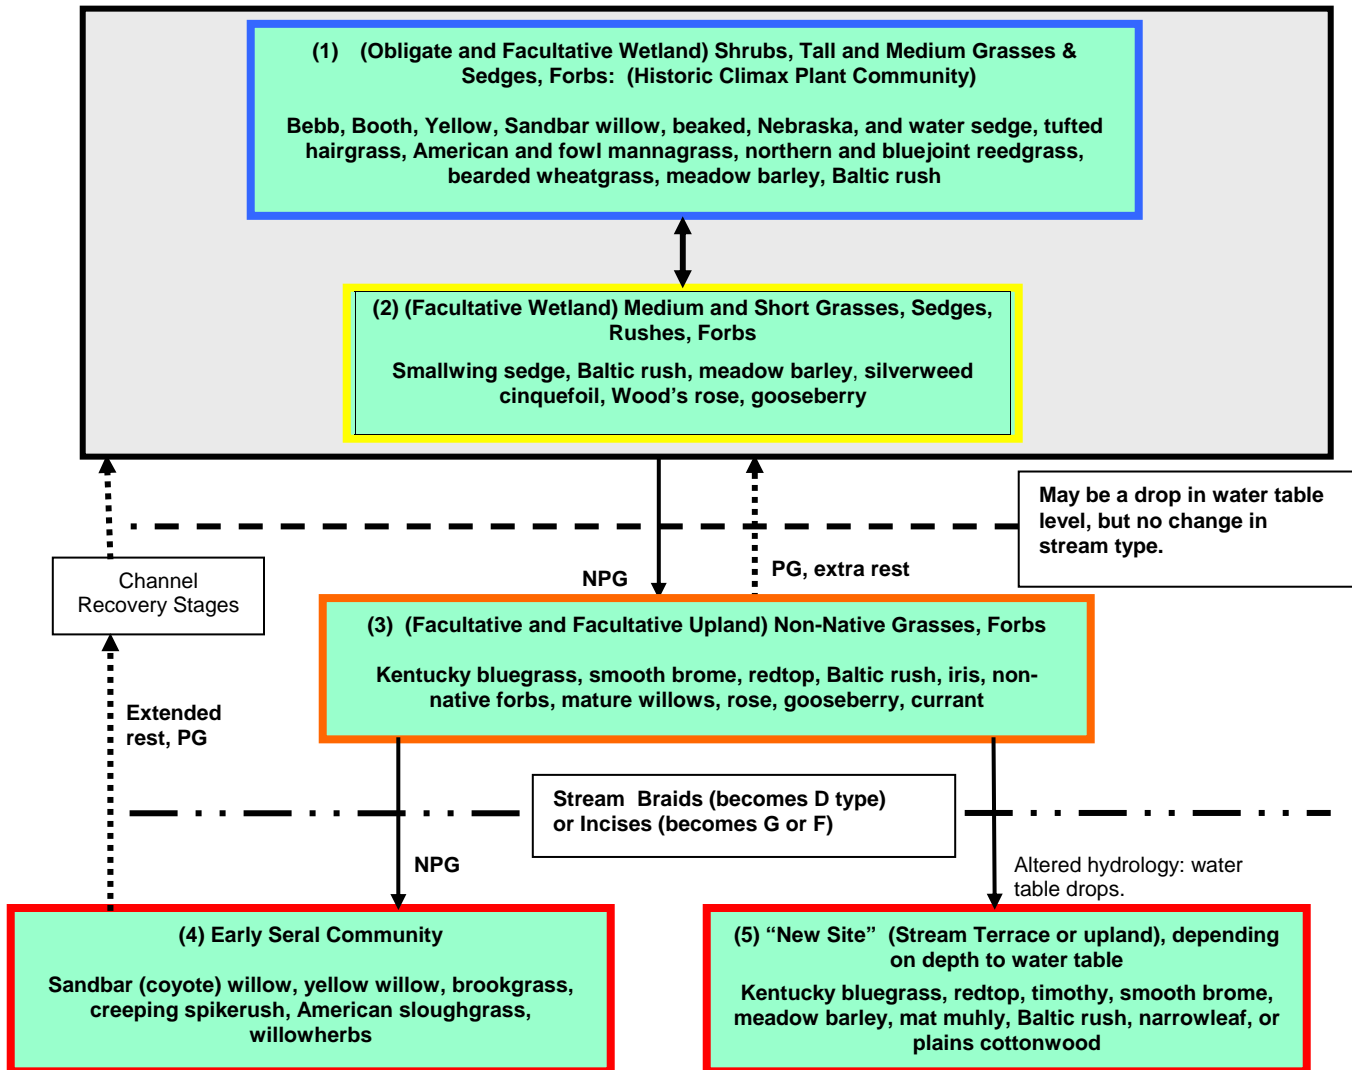 (1) (Obligate and Facultative Wetland) Shrubs, Tall and Medium Grasses &
Sedges, Forbs: (Historic Climax Plant Community)
Bebb, Booth, Yellow, Sandbar willow, beaked, Nebraska, and water sedge, tufted
hairgrass, American and fowl mannagrass, northern and bluejoint reedgrass,
bearded wheatgrass, meadow barley, Baltic rush
(2) (Facultative Wetland) Medium and Short Grasses, Sedges,
Rushes, Forbs
Smallwing sedge, Baltic rush, meadow barley, silverweed
cinquefoil, Wood's rose, gooseberry
May be a drop in water table
level, but no change in
stream type.
Channel
Recovery Stages
NPG
PG, extra rest
(3) (Facultative and Facultative Upland) Non-Native Grasses, Forbs
Kentucky bluegrass, smooth brome, redtop, Baltic rush, iris, non-
native forbs, mature willows, rose, gooseberry, currant
Extended
rest, PG
Stream Braids (becomes D type)
or Incises (becomes G or F)
NPG
Altered hydrology: water
table drops.
(4) Early Seral Community
Sandbar (coyote) willow, yellow willow, brookgrass,
creeping spikerush, American sloughgrass,
willowherbs
(5) “New Site” (Stream Terrace or upland), depending
on depth to water table
Kentucky bluegrass, redtop, timothy, smooth brome,
meadow barley, mat muhly, Baltic rush, narrowleaf, or
plains cottonwood